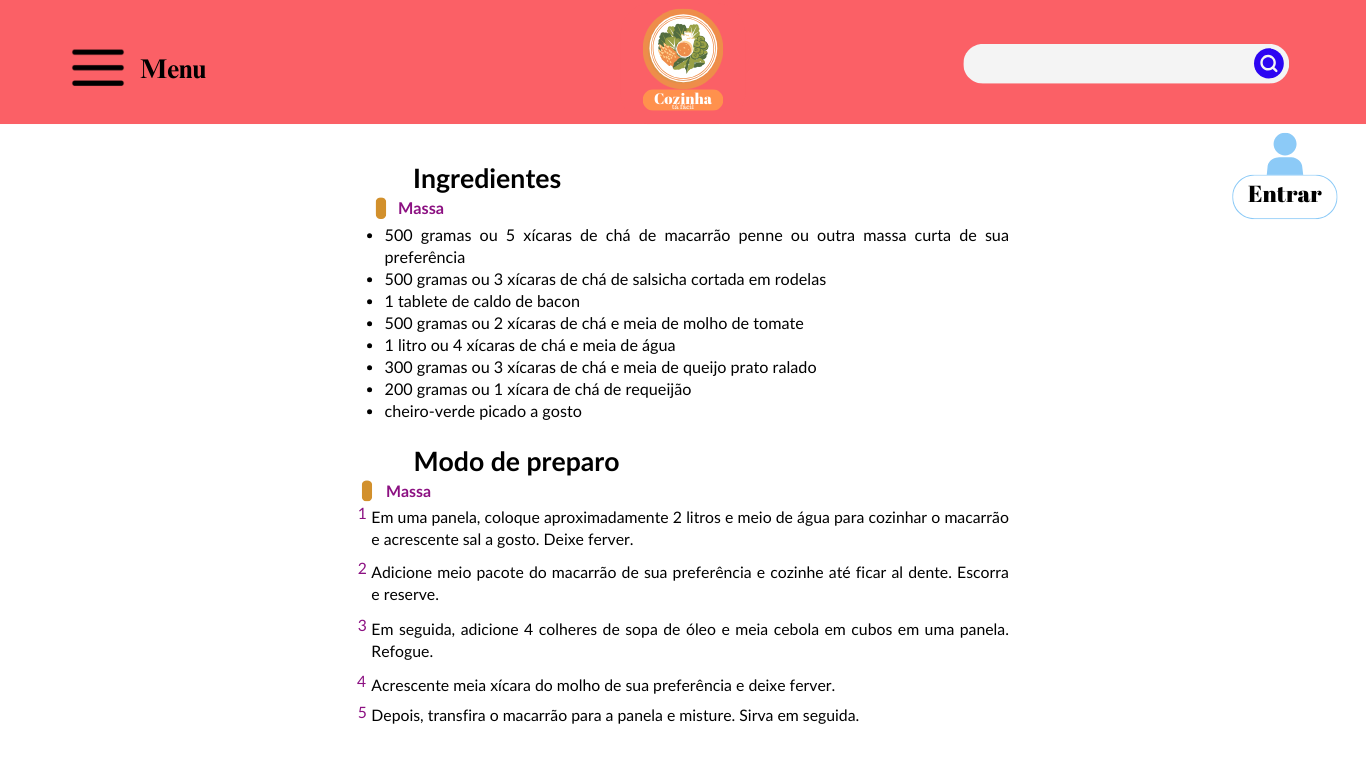 Menu
Cozinha
Entrar
Ingredientes
Massa
500 gramas ou 5 xícaras de chá de macarrão penne ou outra massa curta de sua
preferência
500 gramas ou 3 xícaras de chá de salsicha cortada em rodelas
1 tablete de caldo de bacon
500 gramas ou 2 xícaras de chá e meia de molho de tomate
1 litro ou 4 xícaras de chá e meia de água
300 gramas ou 3 xícaras de chá e meia de queijo prato ralado
200 gramas ou 1 xícara de chá de requeijão
cheiro-verde picado a gosto
Modo de preparo
Massa
1 Em uma panela, coloque aproximadamente 2 litros e meio de água para cozinhar o macarrão
e acrescente sal a gosto. Deixe ferver.
2 Adicione meio pacote do macarrão de sua preferência e cozinhe até ficar al dente. Escorra
e reserve.
3 Em seguida, adicione 4 colheres de sopa de óleo e meia cebola em cubos em uma panela.
Refogue.
4 Acrescente meia xícara do molho de sua preferência e deixe ferver.
5 Depois, transfira o macarrão para a panela e misture. Sirva em seguida.